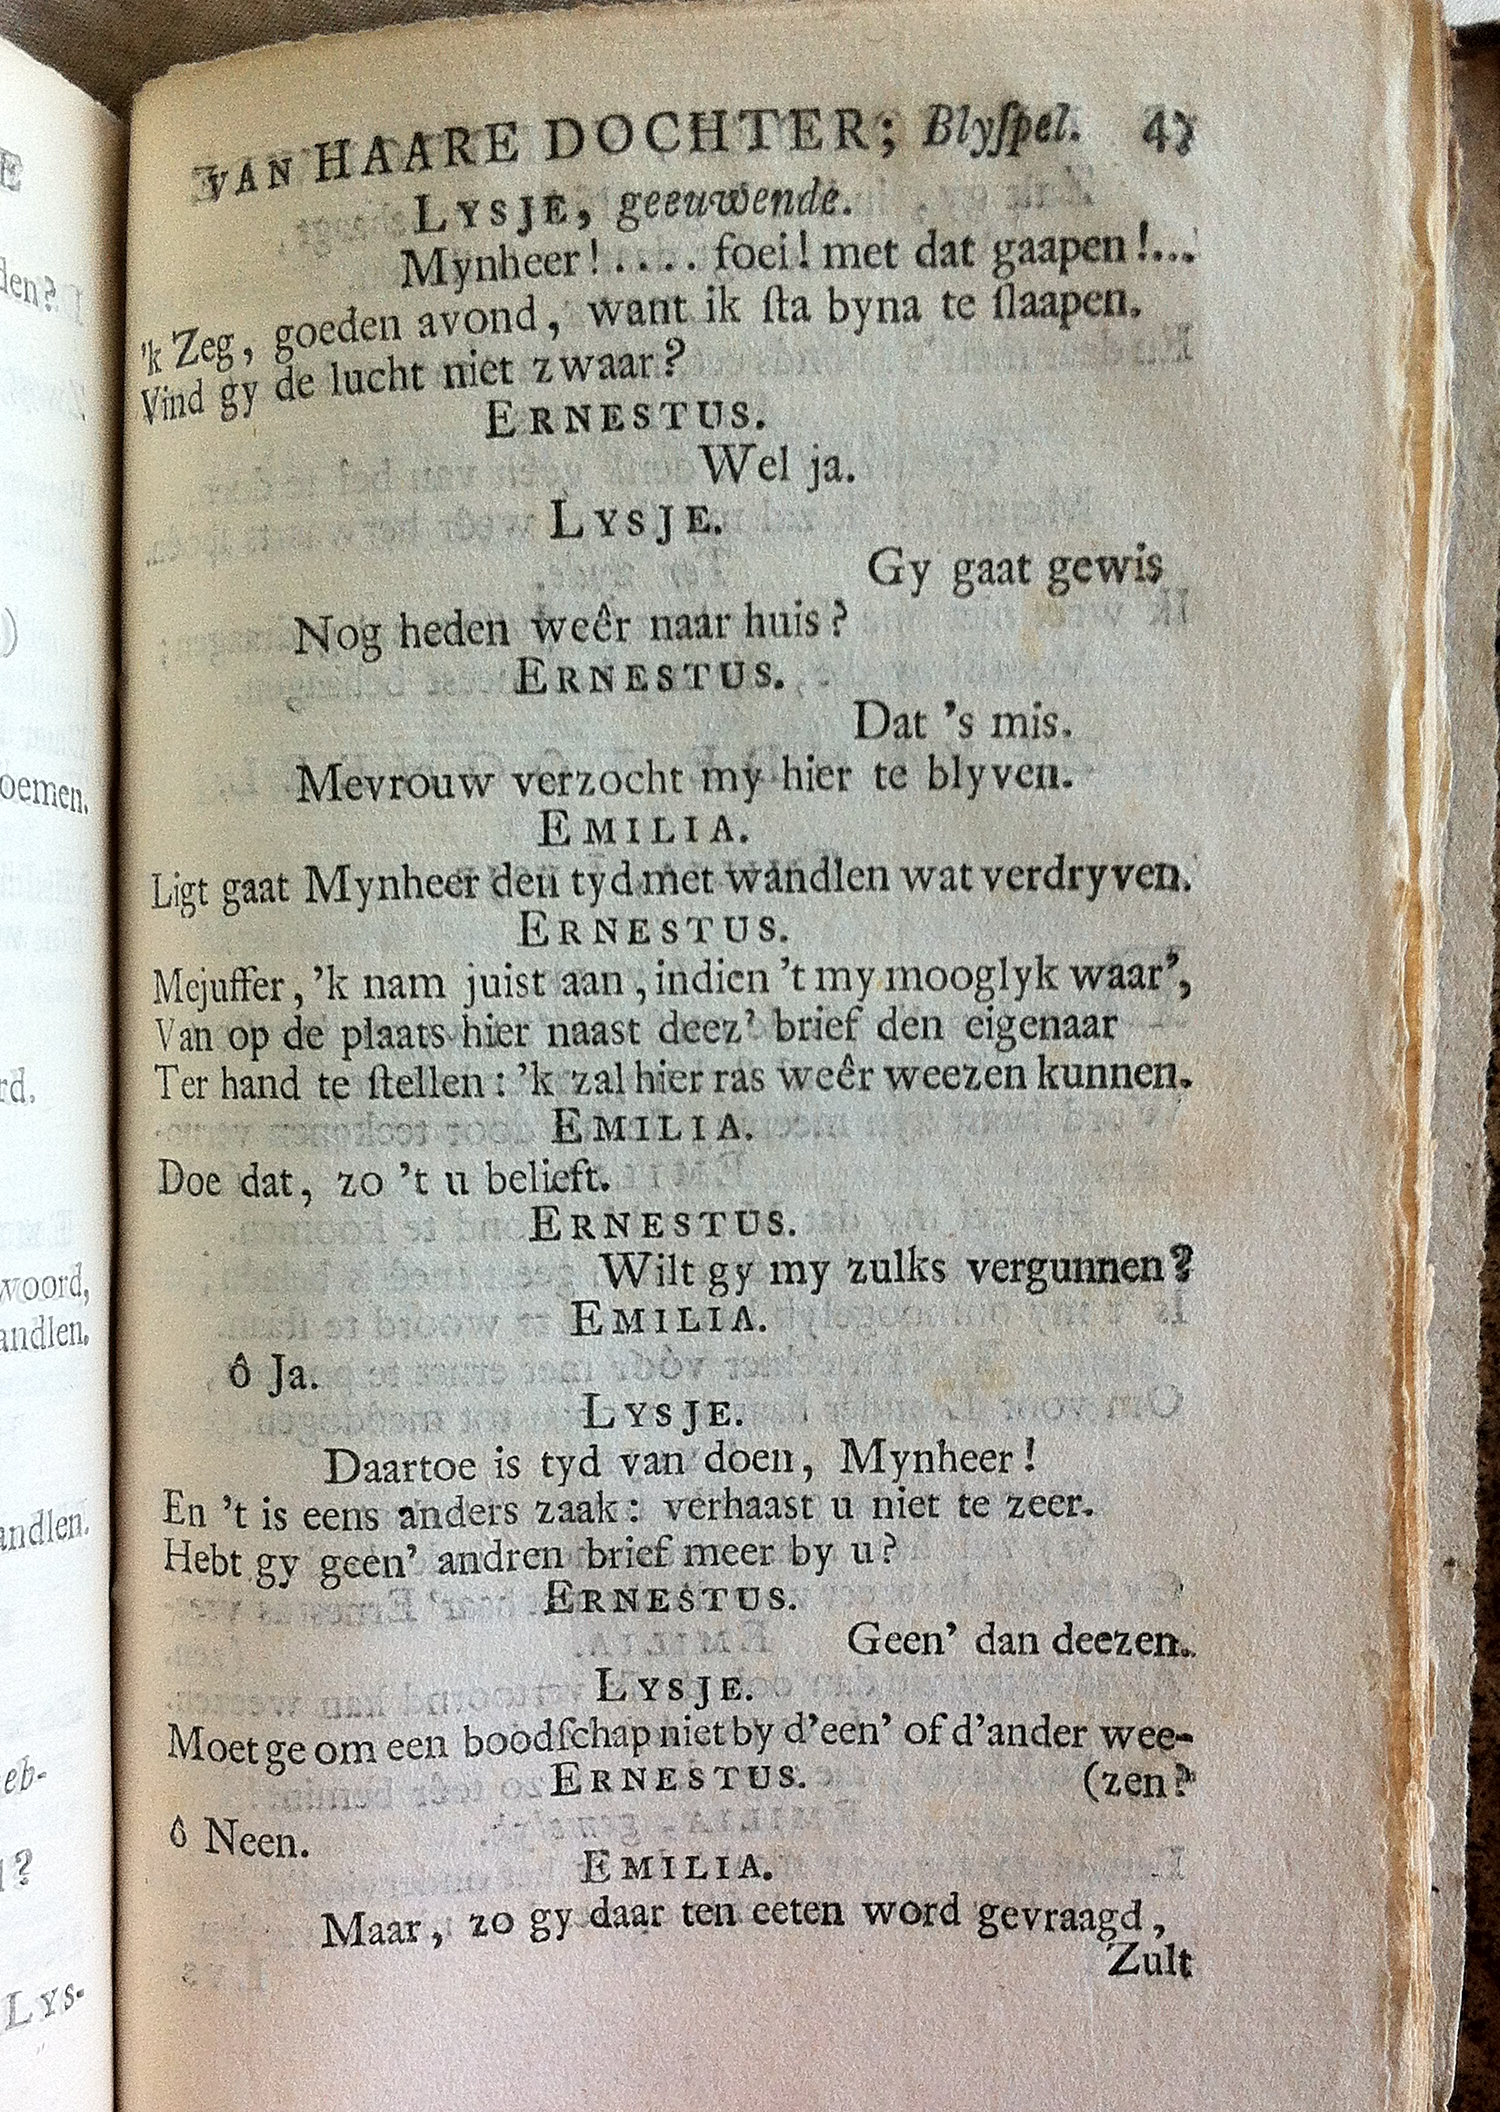 VAN HAARE DOCHTER; Blyſpel. 47
LYSJE, geeuwende.
Mynheer!.... foei! met dat gaapen!...
'k Zeg, goeden avond, want ik ſta byna te ſlaapen.
Vind gy de lucht niet zwaar?
ERNESTUS.
Wel ja.
LYSJE.
Gy gaat gewis
Nog heden weêr naar huis?
ERNESTUS.
Dat 's mis.
Mevrouw verzocht my hier te blyven.
EMILIA.
Ligt gaat Mynheer den tyd met wandlen wat verdryven.
ERNESTUS.
Mejuffer, 'k nam juist aan, indien 't my mooglyk waar',
Van op de plaats hier naast deez' brief den eigenaar
Ter hand te ſtellen: 'k zal hier ras weêr weezen kunnen.
EMILIA.
Doe dat, zo 't u belieft.
ERNESTUS.
Wilt gy my zulks vergunnen?
EMILIA.
ô Ja.
LYSJE.
Daartoe is tyd van doen, Mynheer!
En 't is eens anders zaak: verhaast u niet te zeer.
Hebt gy geen' andren brief meer by u?
ERNESTUS.
Geen' dan deezen.
LYSJE.
Moet ge om een boodſchap niet by d'een' of d'ander wee-
ERNESTUS. (zen?
ô Neen.
EMILIA.
Maar, zo gy daar ten eeten word gevraagd,
Zult